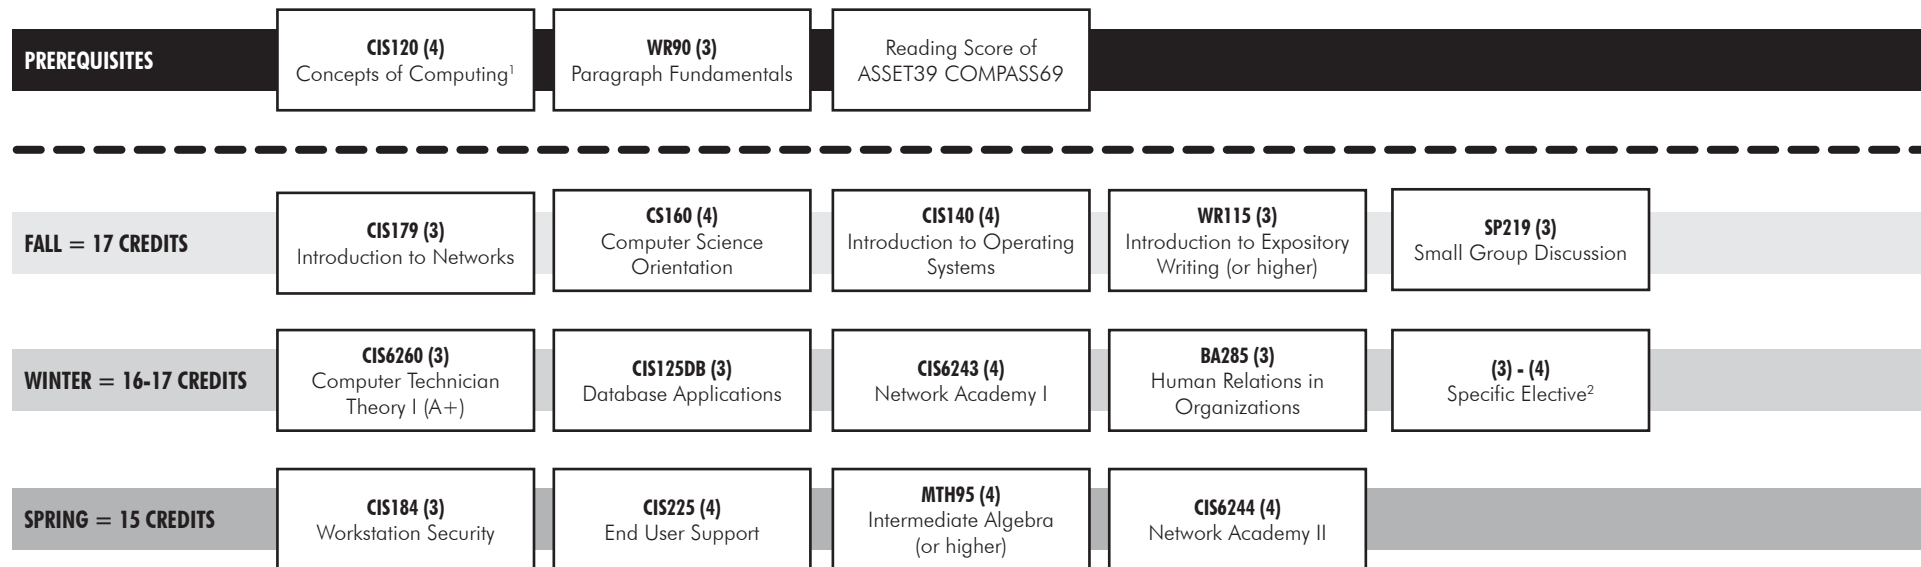 PREREQUISITES
CIS120 (4)
Concepts of Computing¹
WR90 (3)
Paragraph Fundamentals
Reading Score of
ASSET39 COMPASS69
FALL = 17 CREDITS
CIS179 (3)
Introduction to Networks
CS160 (4)
Computer Science
Orientation
CIS140 (4)
Introduction to Operating
Systems
WR115 (3)
Introduction to Expository
Writing (or higher)
SP219 (3)
Small Group Discussion
WINTER = 16-17 CREDITS
CIS6260 (3)
Computer Technician
Theory I (A+)
CIS125DB (3)
Database Applications
CIS6243 (4)
Network Academy I
BA285 (3)
Human Relations in
Organizations
(3) - (4)
Specific Elective²
SPRING = 15 CREDITS
CIS184 (3)
Workstation Security
CIS225 (4)
End User Support
MTH95 (4)
Intermediate Algebra
(or higher)
CIS6244 (4)
Network Academy II